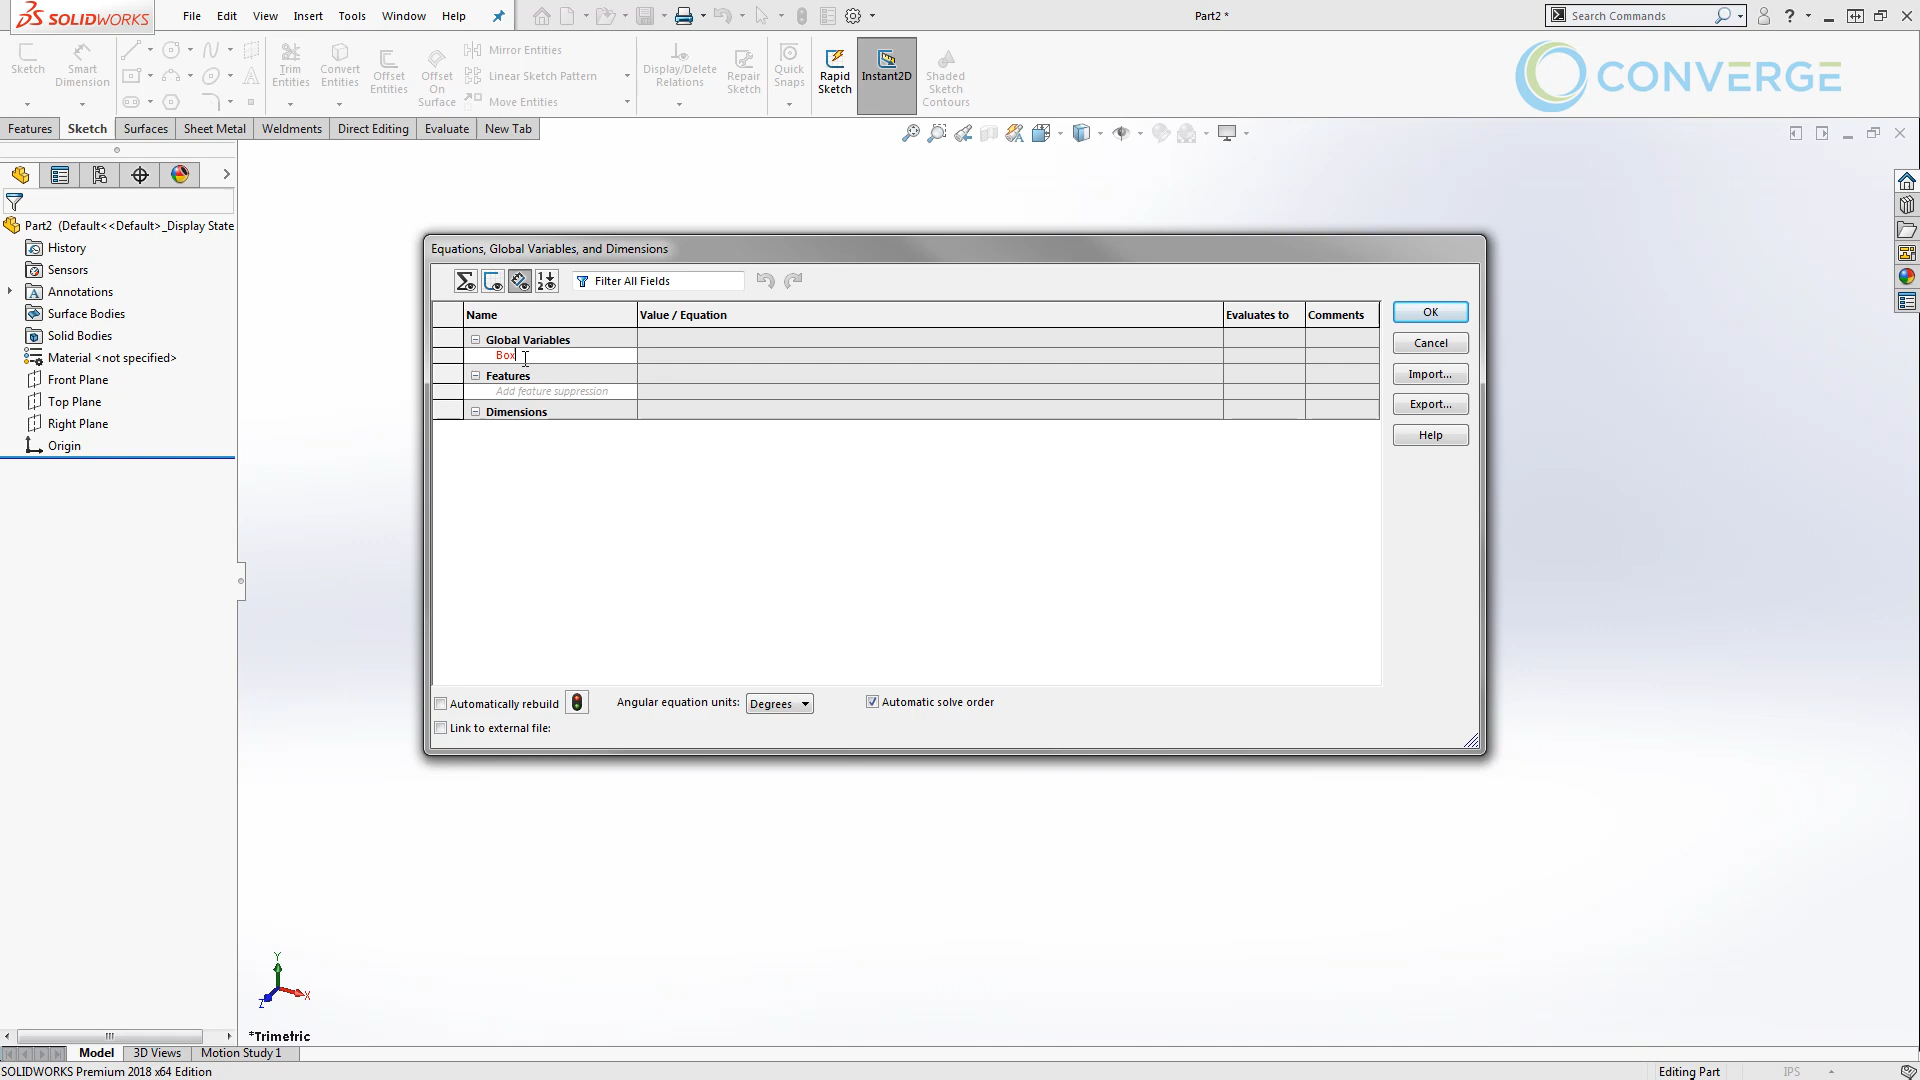 SOLIDWORKS
File Edit View Insert Tools Window Help
Part2 *
Search Commands
Sketch
Smart Dimension
Trim Entities
Convert Entities
Offset Entities
Offset On Surface
Mirror Entities
Linear Sketch Pattern
Move Entities
Display/Delete Relations
Repair Sketch
Quick Snaps
Rapid Sketch
Instant2D
Shaded Sketch Contours
CONVERGE
Features Sketch Surfaces Sheet Metal Weldments Direct Editing Evaluate New Tab
Part2 (Default<<Default>_Display State
History
Sensors
Annotations
Surface Bodies
Solid Bodies
Material <not specified>
Front Plane
Top Plane
Right Plane
Origin
Equations, Global Variables, and Dimensions
Filter All Fields
Name Value / Equation Evaluates to Comments
Global Variables
Box
Features
Add feature suppression
Dimensions
OK
Cancel
Import...
Export...
Help
Automatically rebuild Angular equation units: Degrees Automatic solve order
Link to external file:
Y
X
Z
*Trimetric
Model 3D Views Motion Study 1
SOLIDWORKS Premium 2018 x64 Edition Editing Part IPS